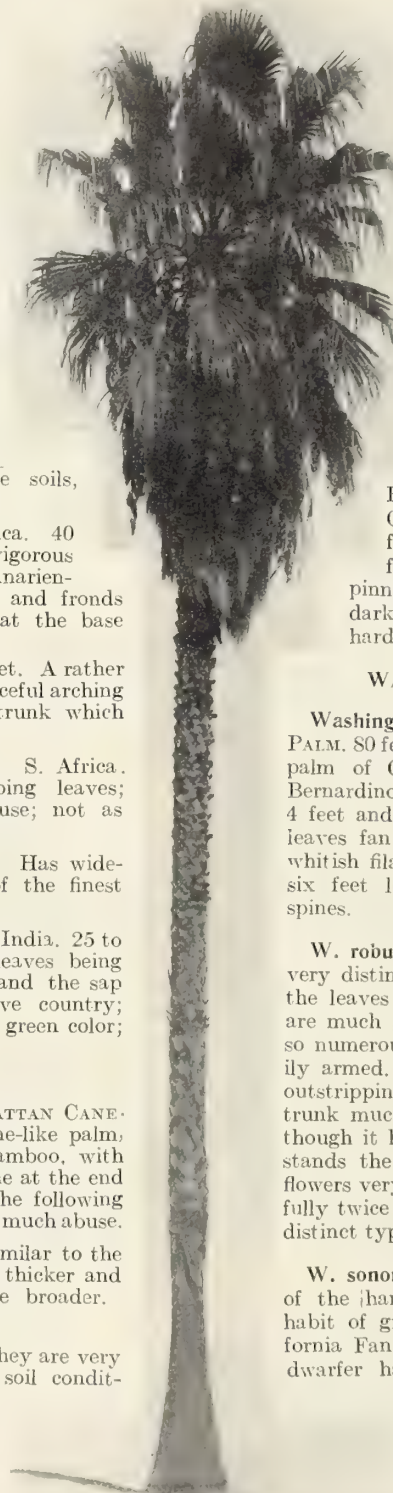 e soils,
ca. 40
vigorous
narien-
and fronds
at the base
et. A rather
ceful arching
trunk which
S. Africa.
ping leaves;
use; not as
Has wide-
f the finest
India. 25 to
eaves being
and the sap
ve country;
green color;
ATTAN CANE-
ne-like palm,
amboo, with
e at the end
he following
much abuse.
milar to the
thicker and
e broader.
hey are very
soil condit-
f
f
pinn
dark
hard
W.
Washing
PALM. 80 fe
palm of C
Bernardino
4 feet and
leaves fan
whitish fila
six feet l
spines.
W. robu
very distin
the leaves
are much
so numerou
ily armed.
outstrippin
trunk muc
though it h
stands the
flowers very
fully twice
distinct typ
W. sonor
of the har
habit of g
fornia Fan
dwarfer ha